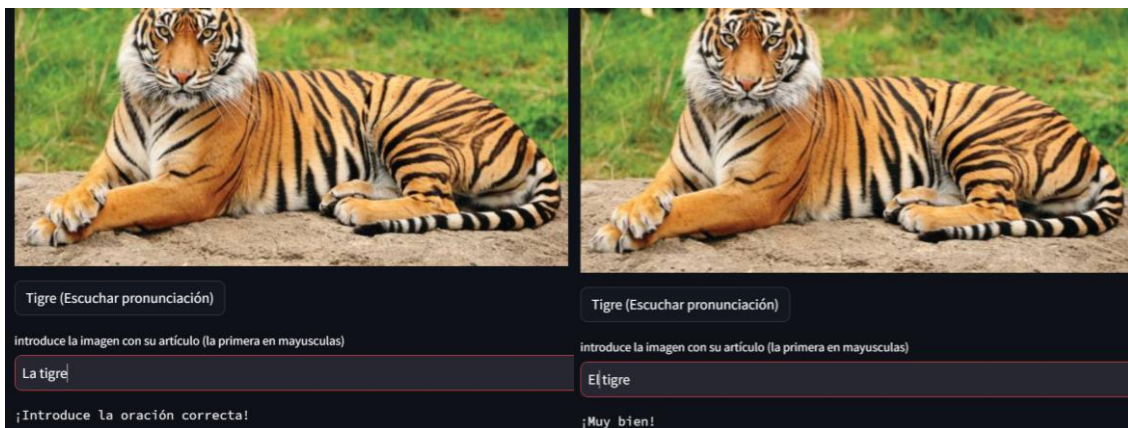 Tigre (Escuchar pronunciación)
introduce la imagen con su artículo (la primera en mayusculas)
La tigre
¡Introduce la oración correcta!
Tigre (Escuchar pronunciación)
introduce la imagen con su artículo (la primera en mayusculas)
El tigre
¡Muy bien!